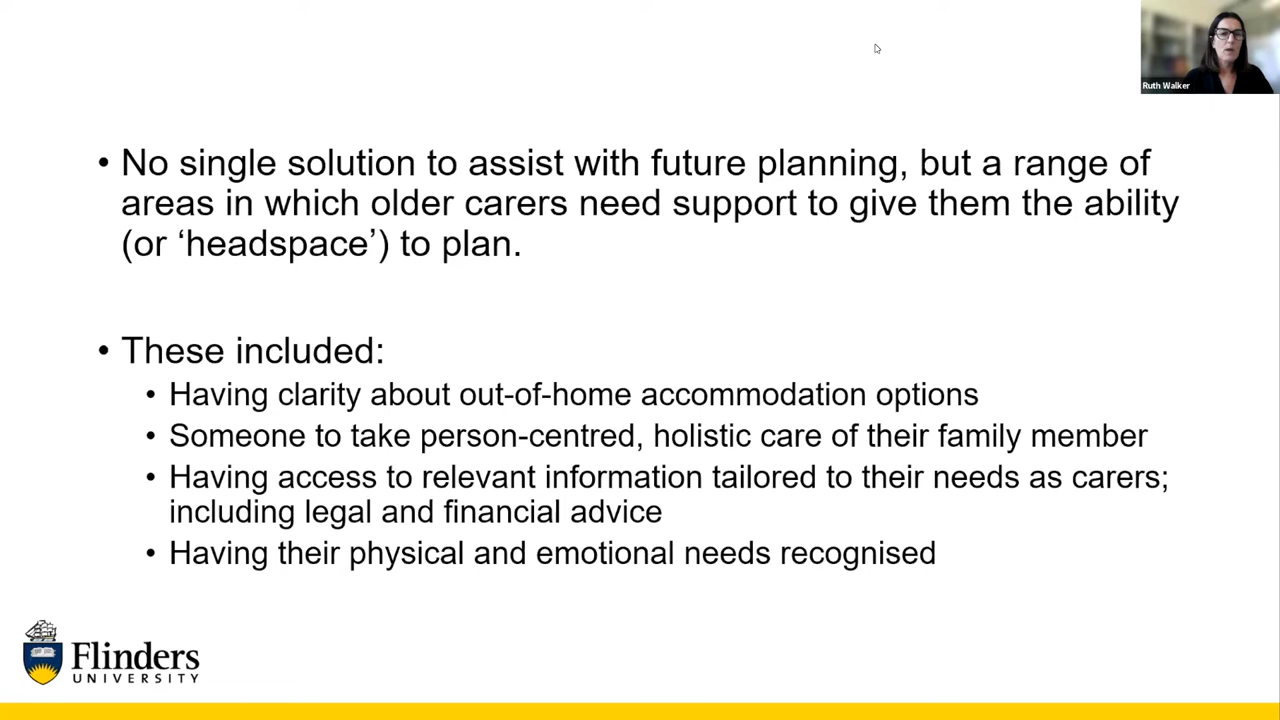 Ruth Walker
• No single solution to assist with future planning, but a range of
areas in which older carers need support to give them the ability
(or ‘headspace’) to plan.
• These included:
• Having clarity about out-of-home accommodation options
• Someone to take person-centred, holistic care of their family member
• Having access to relevant information tailored to their needs as carers;
including legal and financial advice
• Having their physical and emotional needs recognised
Flinders
UNIVERSITY